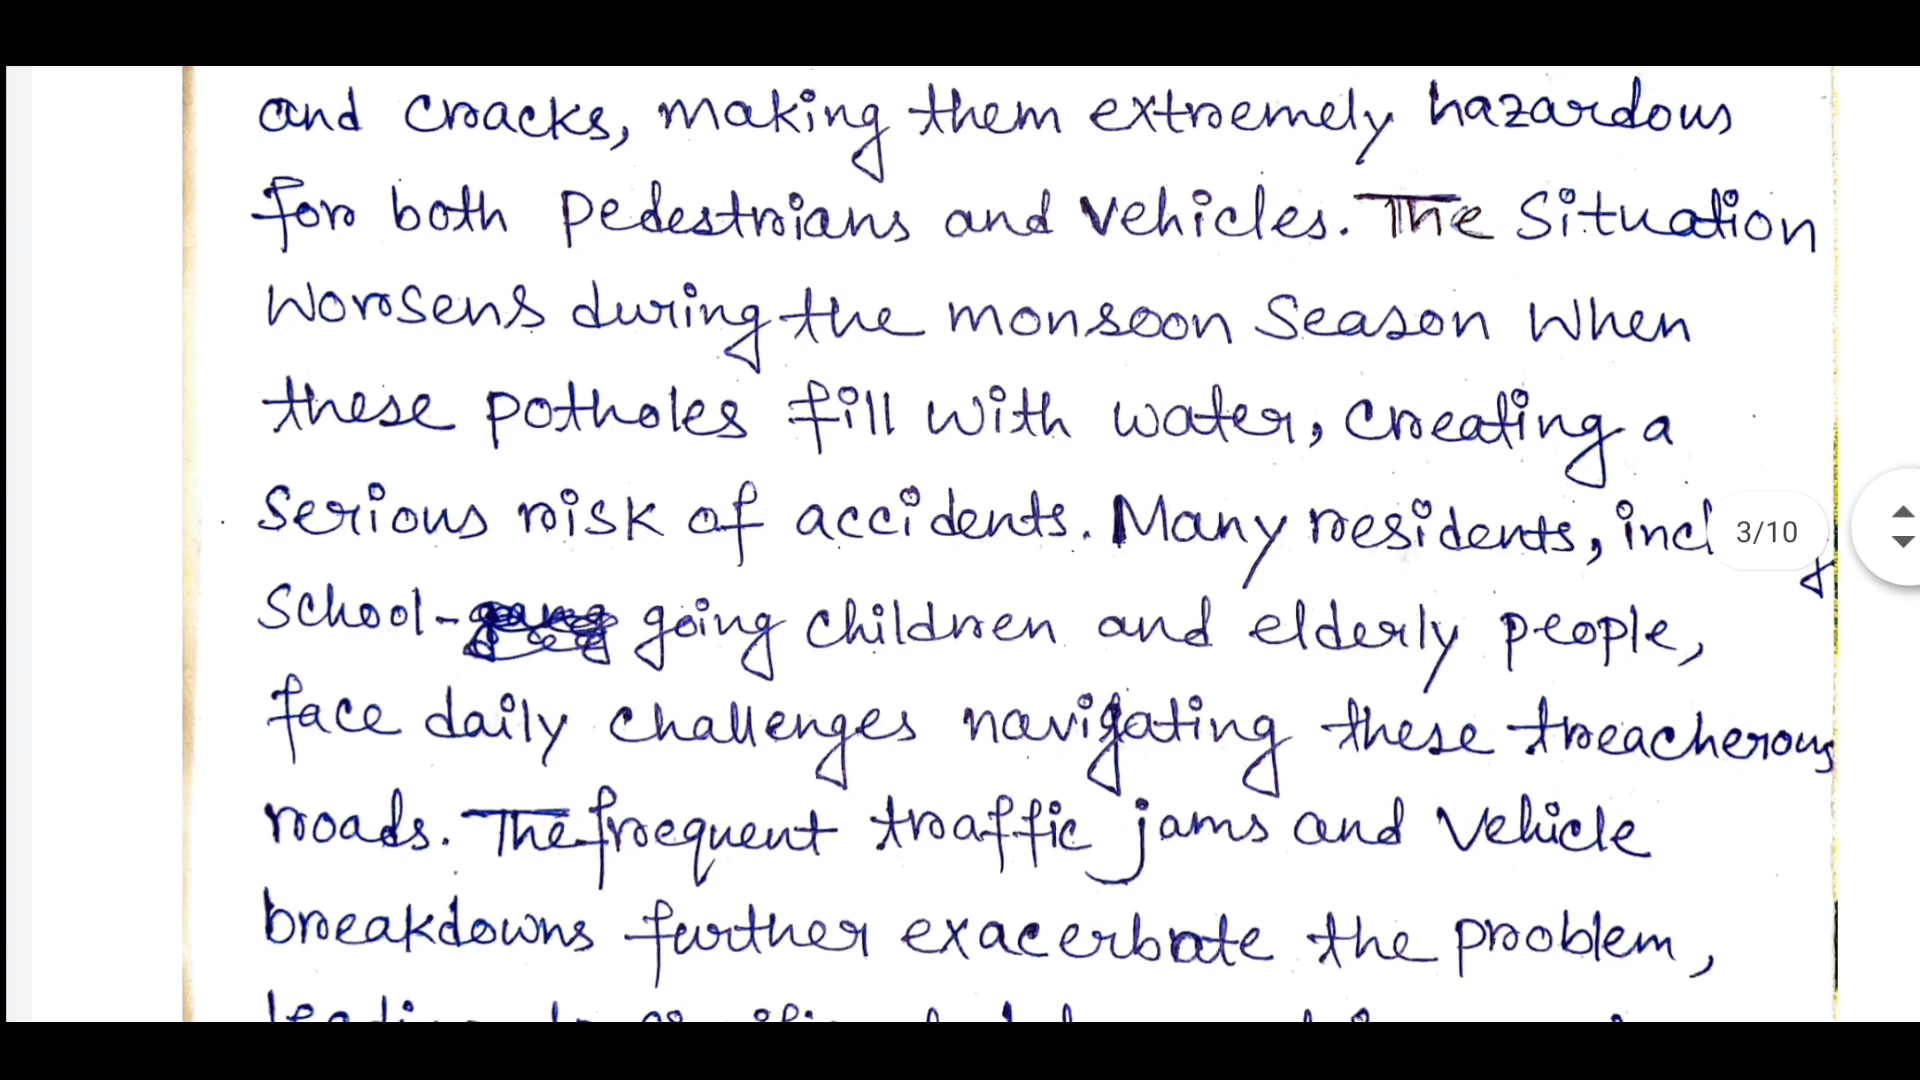 and cracks, making them extremely hazardous
for both pedestrians and vehicles. The situation
worsens during the monsoon season when
these potholes fill with water, creating a
serious risk of accidents. Many residents, incl
3/10
school- going children and elderly people,
face daily challenges navigating these treacherous
roads. The frequent traffic jams and vehicle
breakdowns further exacerbate the problem,